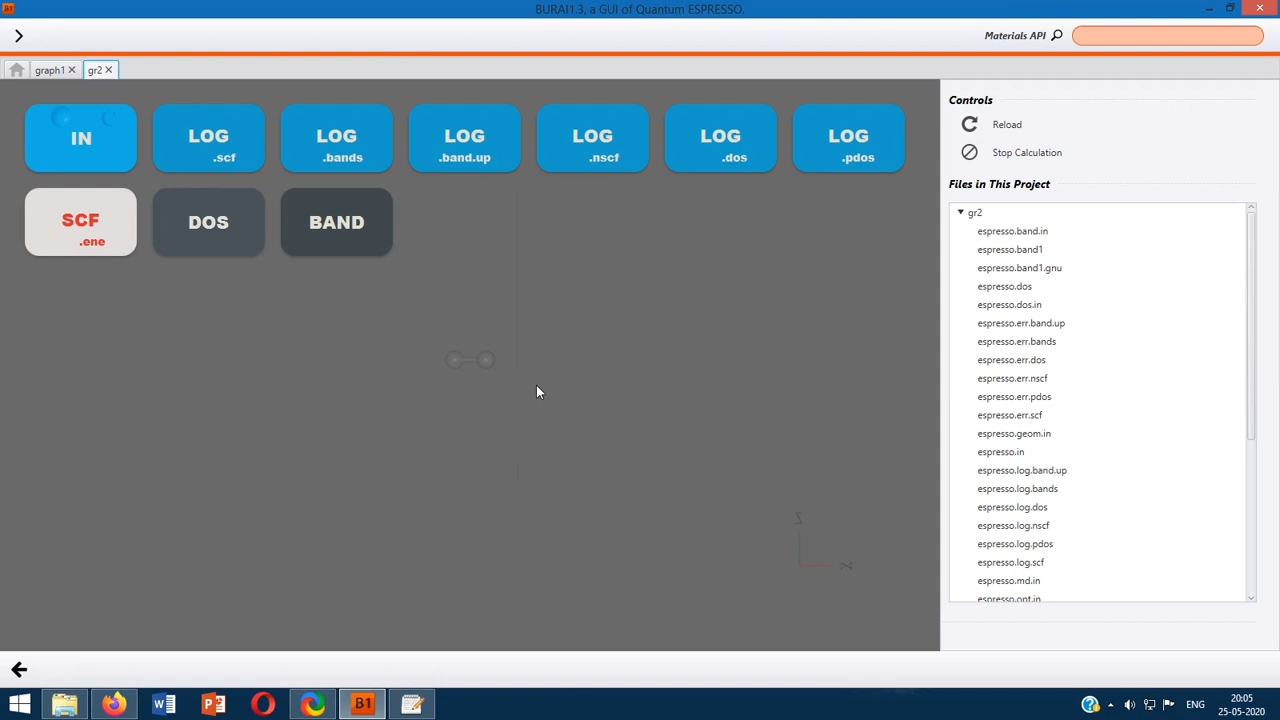 BURAI1.3, a GUI of Quantum ESPRESSO.
Materials API
graph1
gr2
IN
LOG
.scf
LOG
.bands
LOG
.band.up
LOG
.nscf
LOG
.dos
LOG
.pdos
SCF
.ene
DOS
BAND
C
Z
X
Controls
Reload
Stop Calculation
Files in This Project
gr2
espresso.band.in
espresso.band1
espresso.band1.gnu
espresso.dos
espresso.dos.in
espresso.err.band.up
espresso.err.bands
espresso.err.dos
espresso.err.nscf
espresso.err.pdos
espresso.err.scf
espresso.geom.in
espresso.in
espresso.log.band.up
espresso.log.bands
espresso.log.dos
espresso.log.nscf
espresso.log.pdos
espresso.log.scf
espresso.md.in
espresso.opt.in
B1
ENG
20:05
25-05-2020